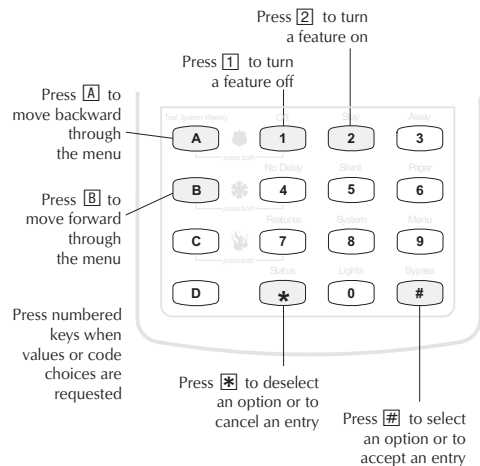 Press 2 to turn
a feature on
Press 1 to turn
a feature off
Press A to
move backward
through
the menu
Press B to
move forward
through
the menu
Press numbered
keys when
values or code
choices are
requested
Test System Weekly
Off
Stay
Away
A
1
2
3
press both
No Delay
Silent
Pager
B
4
5
6
press both
Features
System
Menu
C
7
8
9
press both
Status
Lights
Bypass
D
*
0
#
Press * to deselect
an option or to
cancel an entry
Press # to select
an option or to
accept an entry